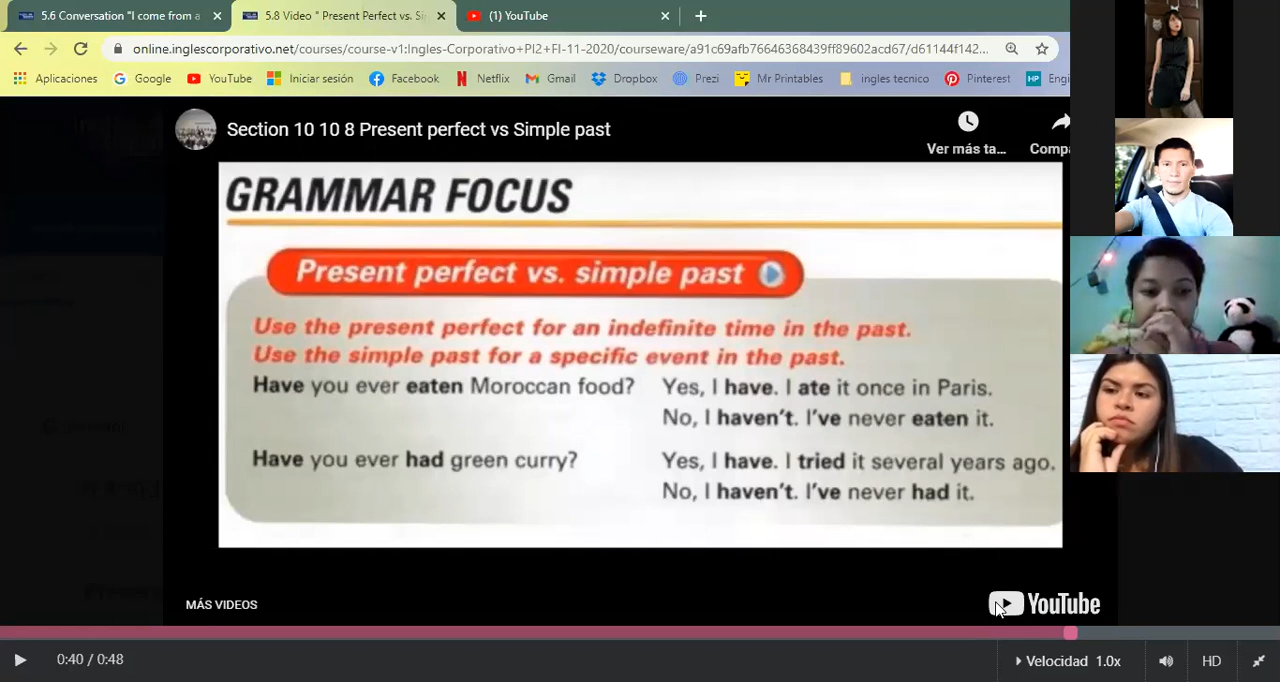 5.6 Conversation "I come from a
5.8 Video " Present Perfect vs. Si
(1) YouTube
online.inglescorporativo.net/courses/course-v1:Ingles-Corporativo+PI2+FI-11-2020/courseware/a91c69afb76646368439ff89602acd67/d61144f142...
Aplicaciones Google YouTube Iniciar sesión Facebook Netflix Gmail Dropbox Prezi Mr Printables ingles tecnico Pinterest HP Engi
Section 10 10 8 Present perfect vs Simple past
Ver más ta...
Compa
GRAMMAR FOCUS
Present perfect vs. simple past
Use the present perfect for an indefinite time in the past.
Use the simple past for a specific event in the past.
Have you ever eaten Moroccan food? Yes, I have. I ate it once in Paris.
No, I haven't. I've never eaten it.
Have you ever had green curry? Yes, I have. I tried it several years ago.
No, I haven't. I've never had it.
MÁS VIDEOS
YouTube
0:40 / 0:48
Velocidad 1.0x
HD